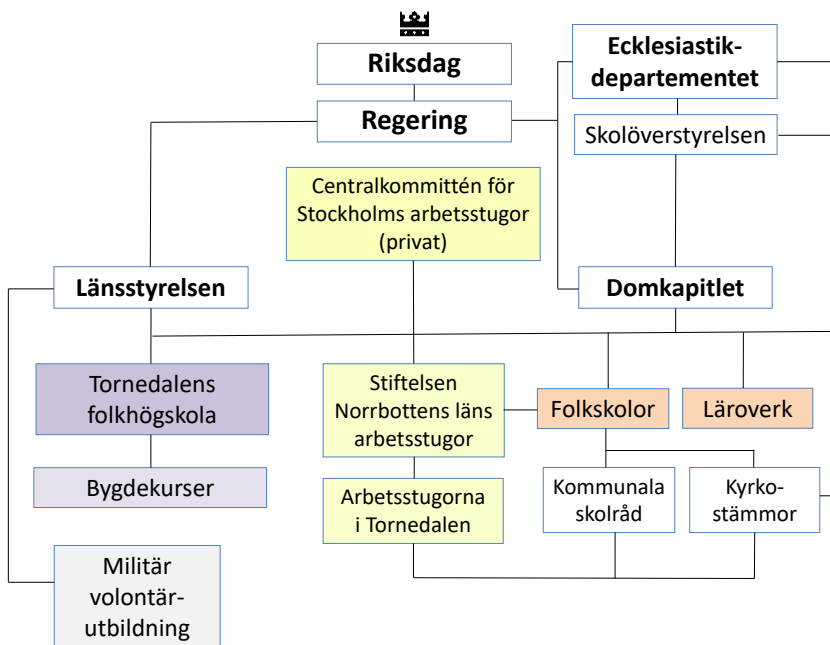 Riksdag
Regering
Ecklesiastik-
departementet
Skolöverstyrelsen
Centralkommittén för
Stockholms arbetsstugor
(privat)
Länsstyrelsen
Domkapitlet
Tornedalens
folkhögskola
Stiftelsen
Norrbottens läns
arbetsstugor
Folkskolor
Läroverk
Bygdekurser
Arbetsstugorna
i Tornedalen
Kommunala
skolråd
Kyrko-
stämmor
Militär
volontär-
utbildning